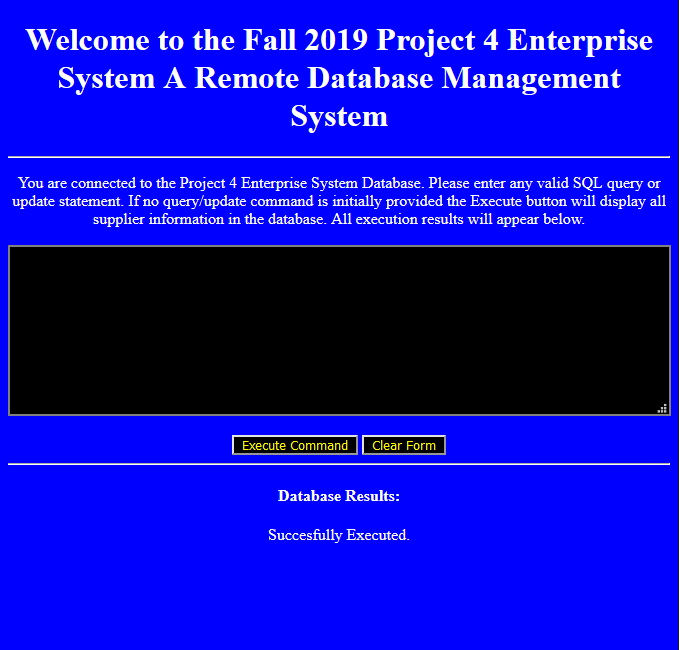 Welcome to the Fall 2019 Project 4 Enterprise
System A Remote Database Management
System
You are connected to the Project 4 Enterprise System Database. Please enter any valid SQL query or
update statement. If no query/update command is initially provided the Execute button will display all
supplier information in the database. All execution results will appear below.
Execute Command Clear Form
Database Results:
Succesfully Executed.